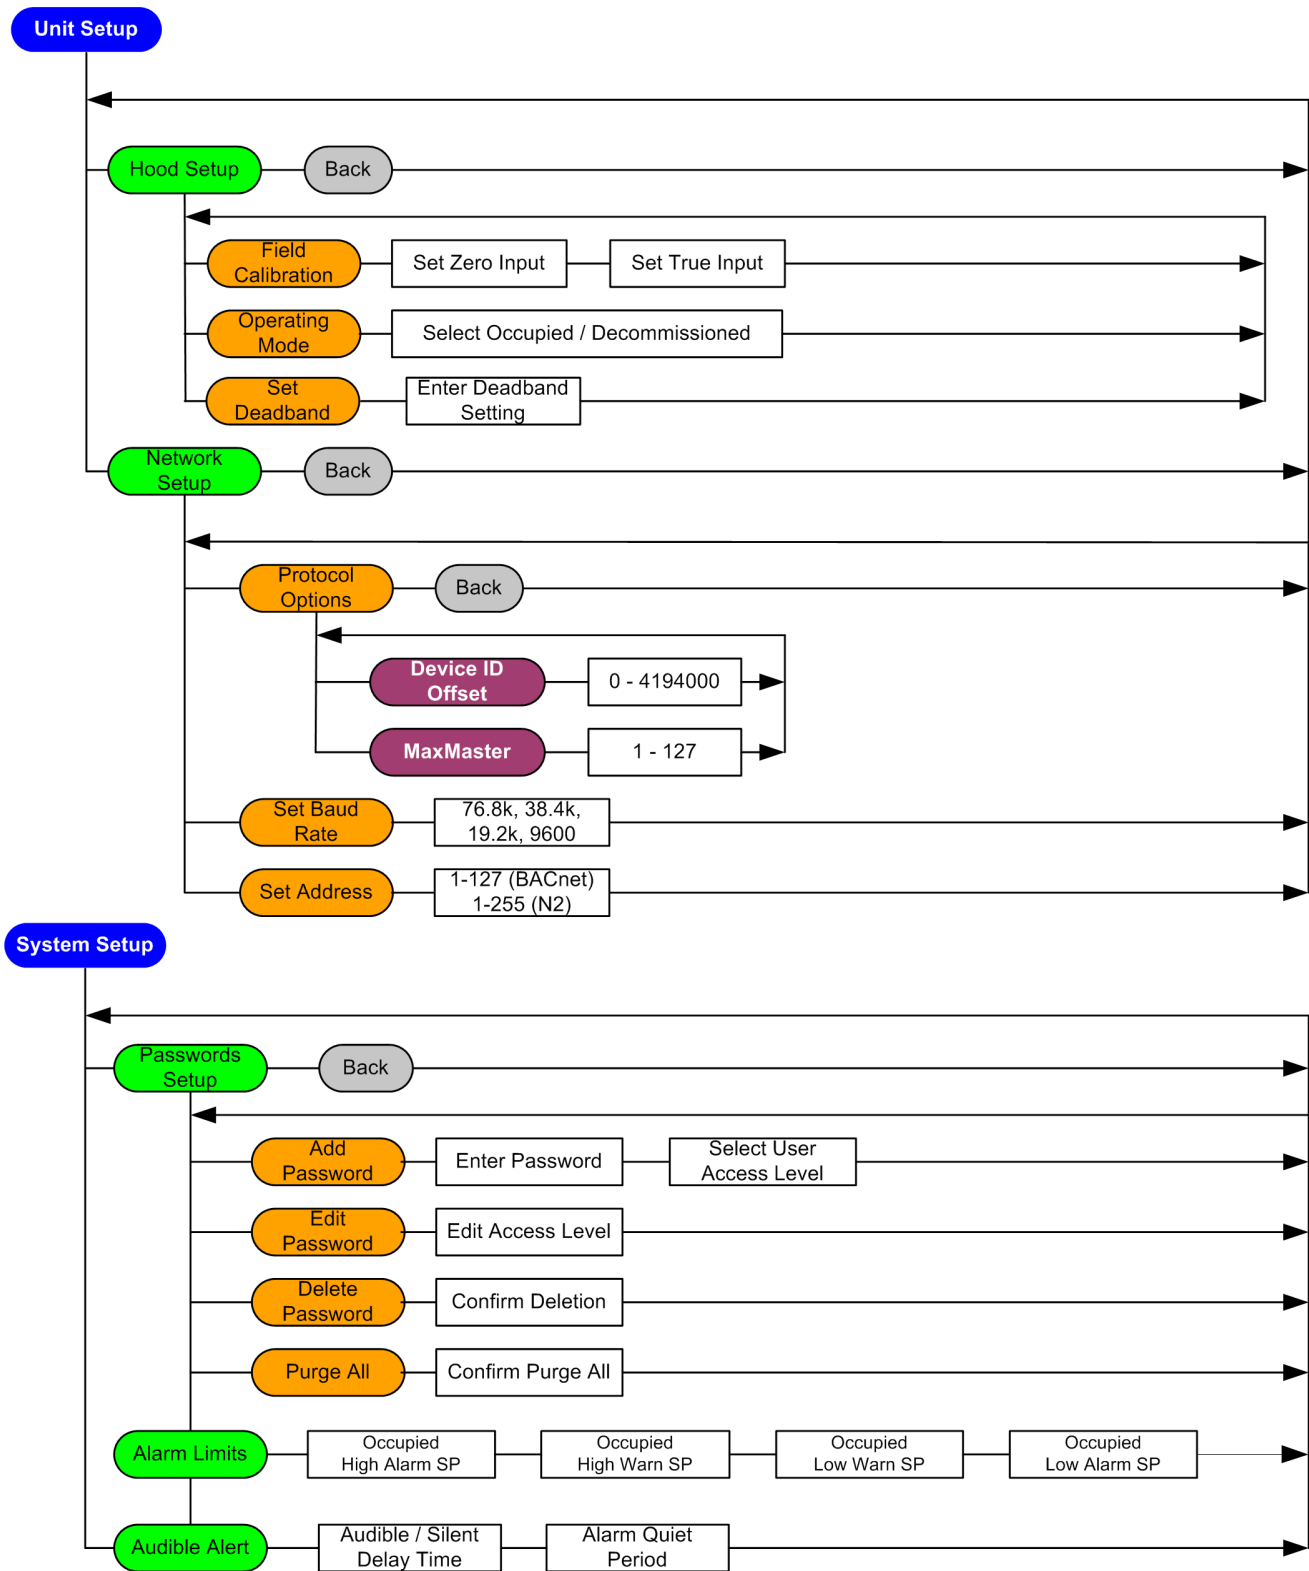 Unit Setup
Hood Setup
Back
Field
Calibration
Set Zero Input
Set True Input
Operating
Mode
Select Occupied / Decommissioned
Set
Deadband
Enter Deadband
Setting
Network
Setup
Back
Protocol
Options
Back
Device ID
Offset
0 - 4194000
MaxMaster
1 - 127
Set Baud
Rate
76.8k, 38.4k,
19.2k, 9600
Set Address
1-127 (BACnet)
1-255 (N2)
System Setup
Passwords
Setup
Back
Add
Password
Enter Password
Select User
Access Level
Edit
Password
Edit Access Level
Delete
Password
Confirm Deletion
Purge All
Confirm Purge All
Alarm Limits
Occupied
High Alarm SP
Occupied
High Warn SP
Occupied
Low Warn SP
Occupied
Low Alarm SP
Audible Alert
Audible / Silent
Delay Time
Alarm Quiet
Period